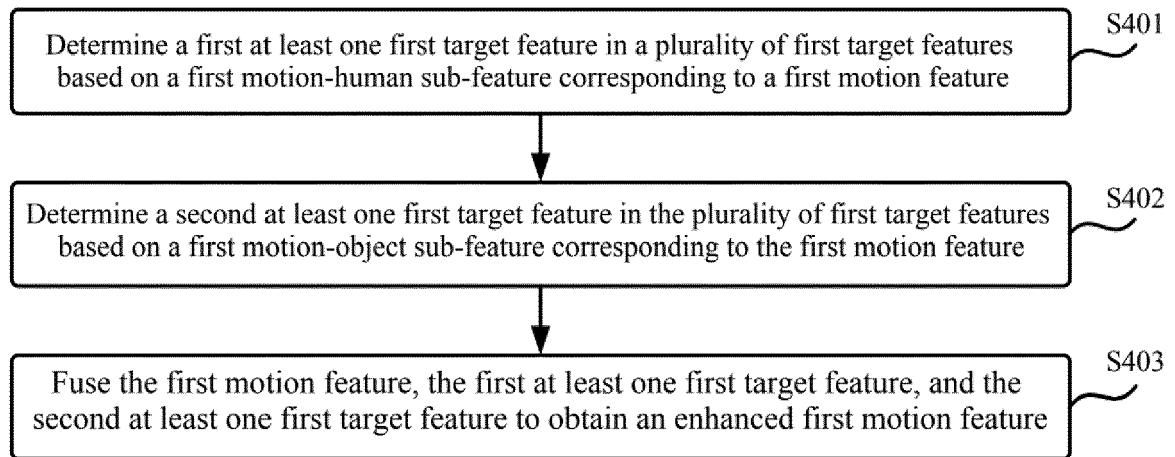 S401
Determine a first at least one first target feature in a plurality of first target features
based on a first motion-human sub-feature corresponding to a first motion feature
S402
Determine a second at least one first target feature in the plurality of first target features
based on a first motion-object sub-feature corresponding to the first motion feature
S403
Fuse the first motion feature, the first at least one first target feature, and the
second at least one first target feature to obtain an enhanced first motion feature